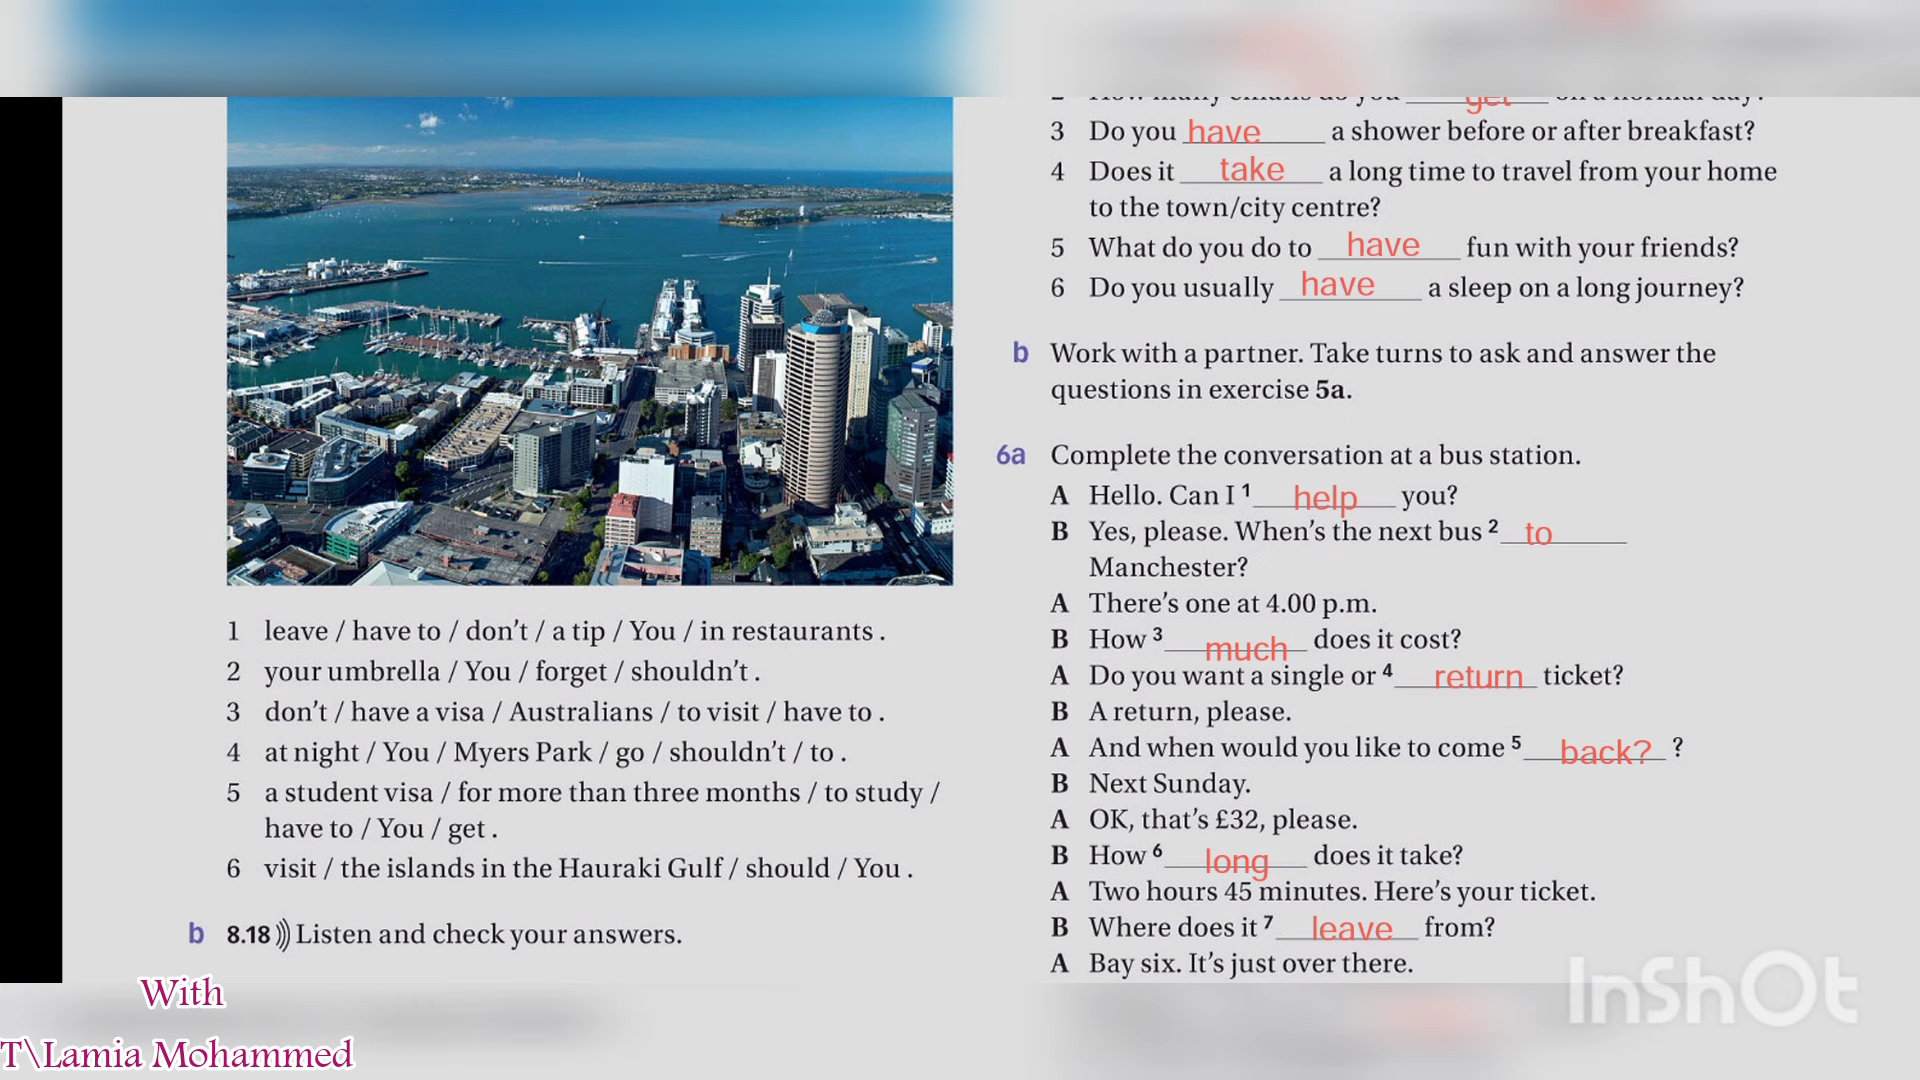 2 How many emails do you get on a normal day?
3 Do you have a shower before or after breakfast?
4 Does it take a long time to travel from your home
to the town/city centre?
5 What do you do to have fun with your friends?
6 Do you usually have a sleep on a long journey?
b Work with a partner. Take turns to ask and answer the
questions in exercise 5a.
6a Complete the conversation at a bus station.
A Hello. Can I 1 help you?
B Yes, please. When's the next bus 2 to
Manchester?
A There's one at 4.00 p.m.
B How 3 much does it cost?
A Do you want a single or 4 return ticket?
B A return, please.
A And when would you like to come 5 back? ?
B Next Sunday.
A OK, that's £32, please.
B How 6 long does it take?
A Two hours 45 minutes. Here's your ticket.
B Where does it 7 leave from?
A Bay six. It's just over there.
1 leave / have to / don't / a tip / You / in restaurants .
2 your umbrella / You / forget / shouldn't .
3 don't / have a visa / Australians / to visit / have to .
4 at night / You / Myers Park / go / shouldn't / to .
5 a student visa / for more than three months / to study /
have to / You / get .
6 visit / the islands in the Hauraki Gulf / should / You .
b 8.18 Listen and check your answers.
With
T\Lamia Mohammed
InShOt